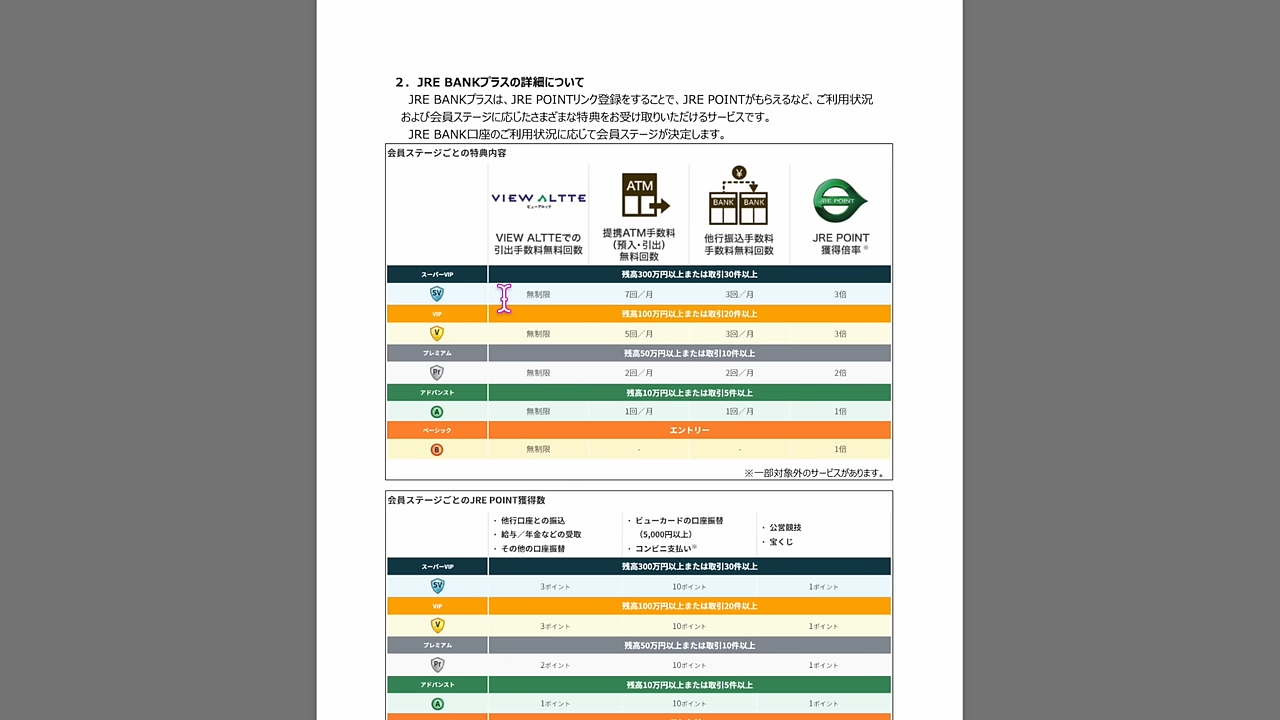 ２．JRE BANKプラスの詳細について
JRE BANKプラスは、JRE POINTリンク登録をすることで、JRE POINTがもらえるなど、ご利用状況
および会員ステージに応じたさまざまな特典をお受け取りいただけるサービスです。
JRE BANK口座のご利用状況に応じて会員ステージが決定します。
会員ステージごとの特典内容
VIEW ALTTE
ビューアルッテ
VIEW ALTTEでの
引出手数料無料回数
ATM
提携ATM手数料
（預入・引出）
無料回数
¥
BANK BANK
他行振込手数料
手数料無料回数
JRE POINT
JRE POINT
獲得倍率※
スーパーVIP 残高300万円以上または取引30件以上
SV 無制限 7回／月 3回／月 3倍
VIP 残高100万円以上または取引20件以上
V 無制限 5回／月 3回／月 3倍
プレミアム 残高50万円以上または取引10件以上
Pr 無制限 2回／月 2回／月 2倍
アドバンスト 残高10万円以上または取引5件以上
A 無制限 1回／月 1回／月 1倍
ベーシック エントリー
B 無制限 - - 1倍
※一部対象外のサービスがあります。
会員ステージごとのJRE POINT獲得数
・ 他行口座との振込
・ 給与／年金などの受取
・ その他の口座振替
・ ビューカードの口座振替
（5,000円以上）
・ コンビニ支払い※
・ 公営競技
・ 宝くじ
スーパーVIP 残高300万円以上または取引30件以上
SV 3ポイント 10ポイント 1ポイント
VIP 残高100万円以上または取引20件以上
V 3ポイント 10ポイント 1ポイント
プレミアム 残高50万円以上または取引10件以上
Pr 2ポイント 10ポイント 1ポイント
アドバンスト 残高10万円以上または取引5件以上
A 1ポイント 10ポイント 1ポイント